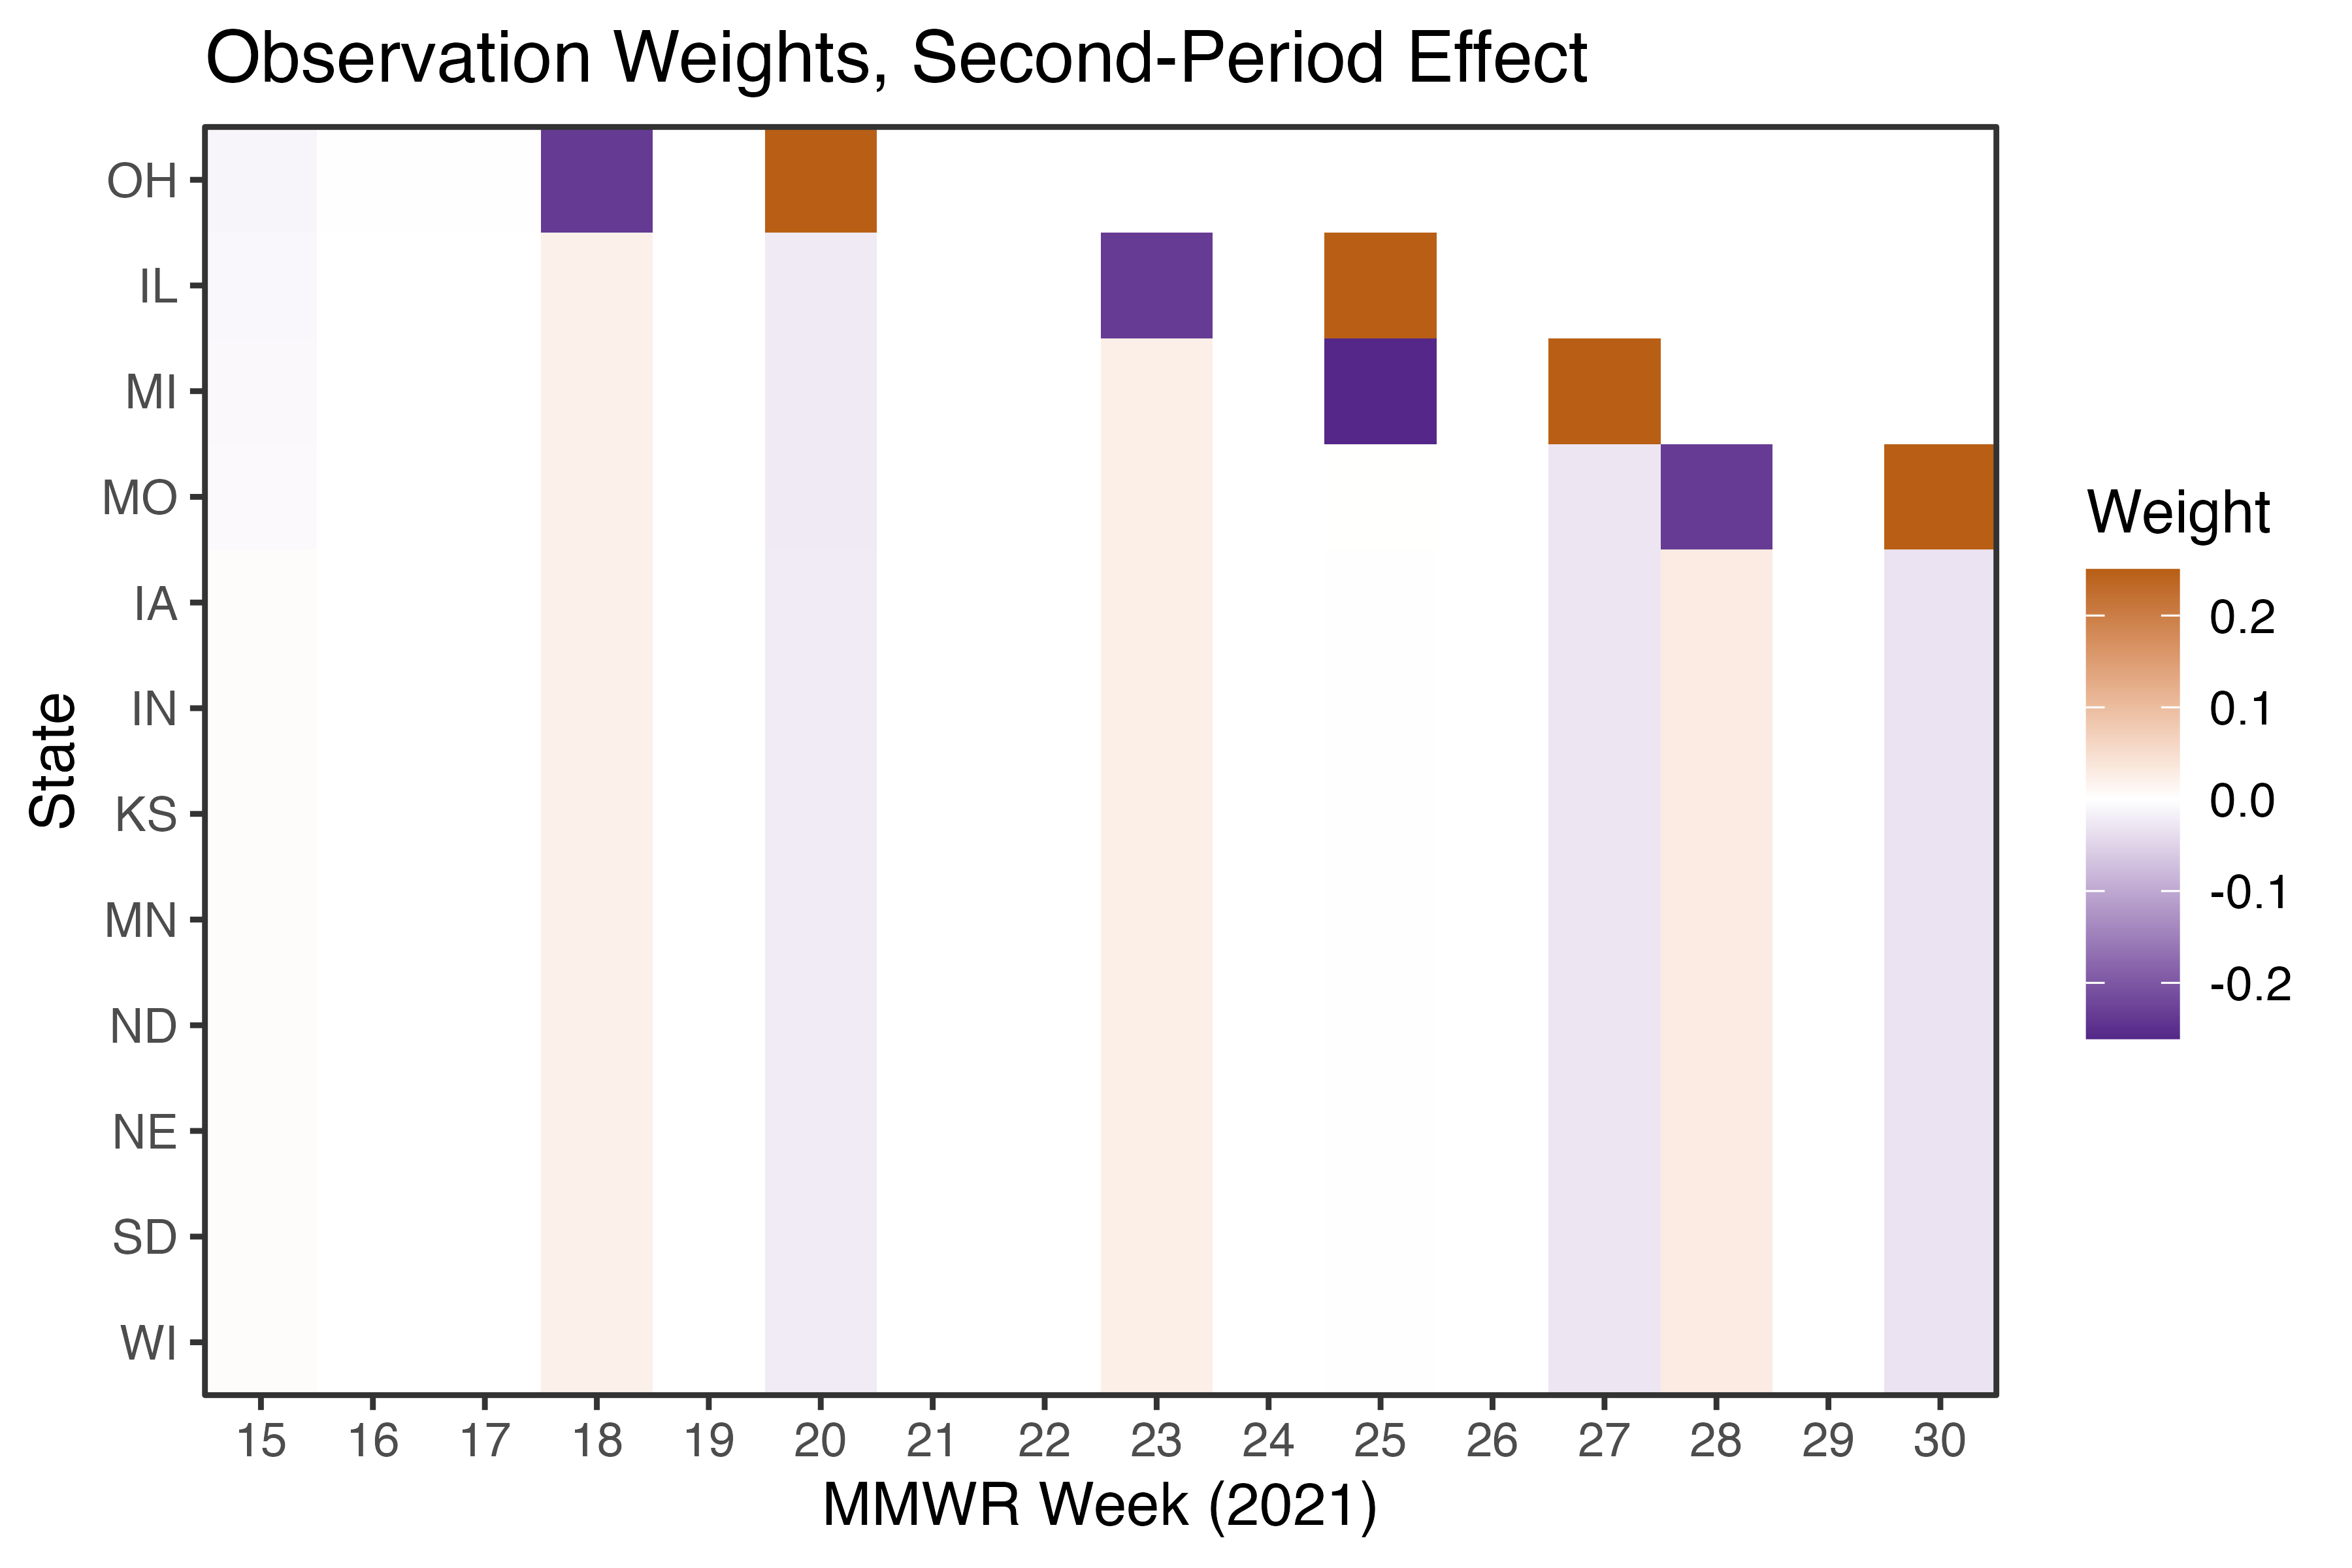 Observation Weights, Second-Period Effect
OH
IL
MI
MO
IA
IN
KS
MN
ND
NE
SD
WI
State
15 16 17 18 19 20 21 22 23 24 25 26 27 28 29 30
MMWR Week (2021)
Weight
0.2
0.1
0.0
-0.1
-0.2